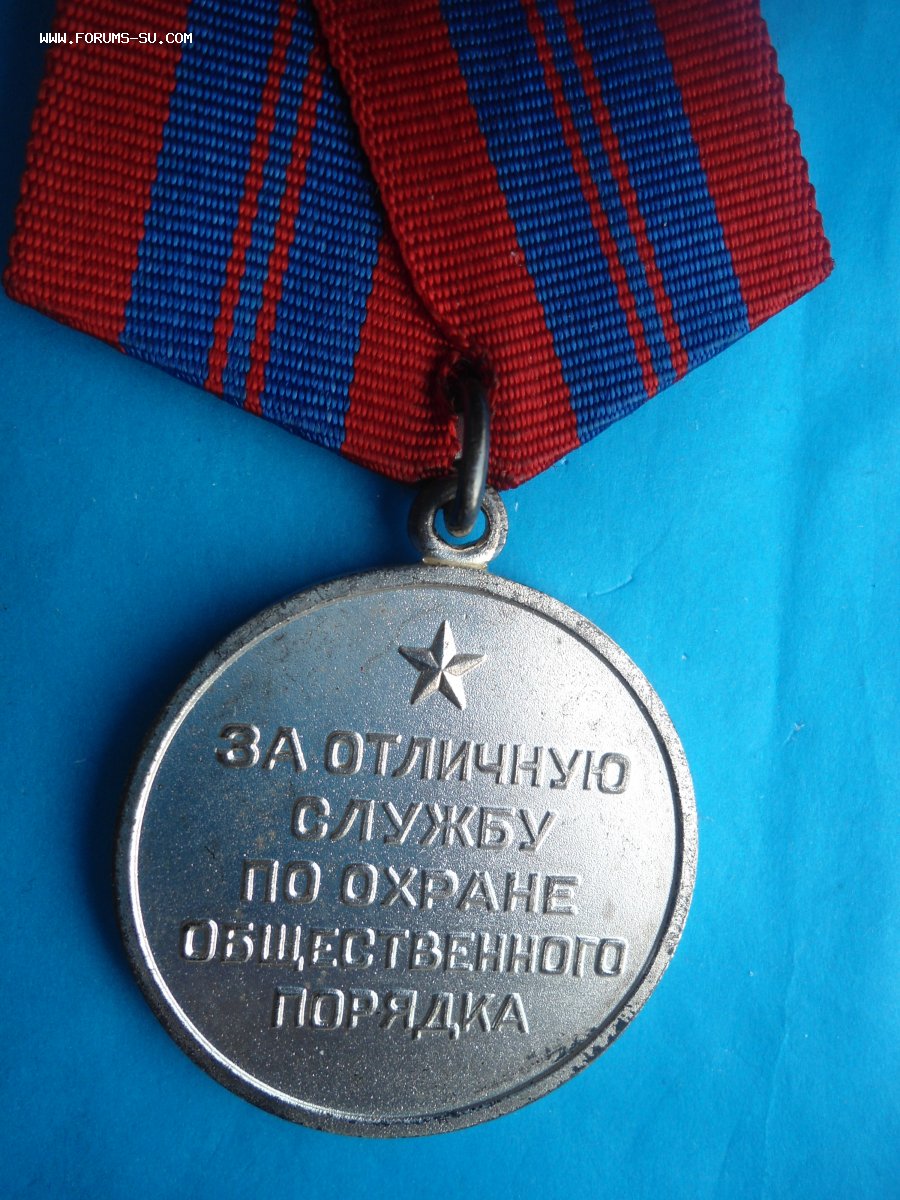 WWW.FORUMS-SU.COM
ЗА ОТЛИЧНУЮ
СЛУЖБУ
ПО ОХРАНЕ
ОБЩЕСТВЕННОГО
ПОРЯДКА